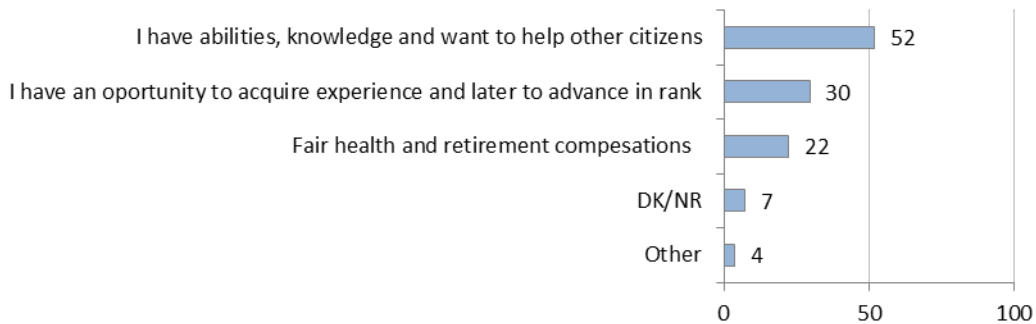 I have abilities, knowledge and want to help other citizens 52
I have an oportunity to acquire experience and later to advance in rank 30
Fair health and retirement compesations 22
DK/NR 7
Other 4
0 50 100